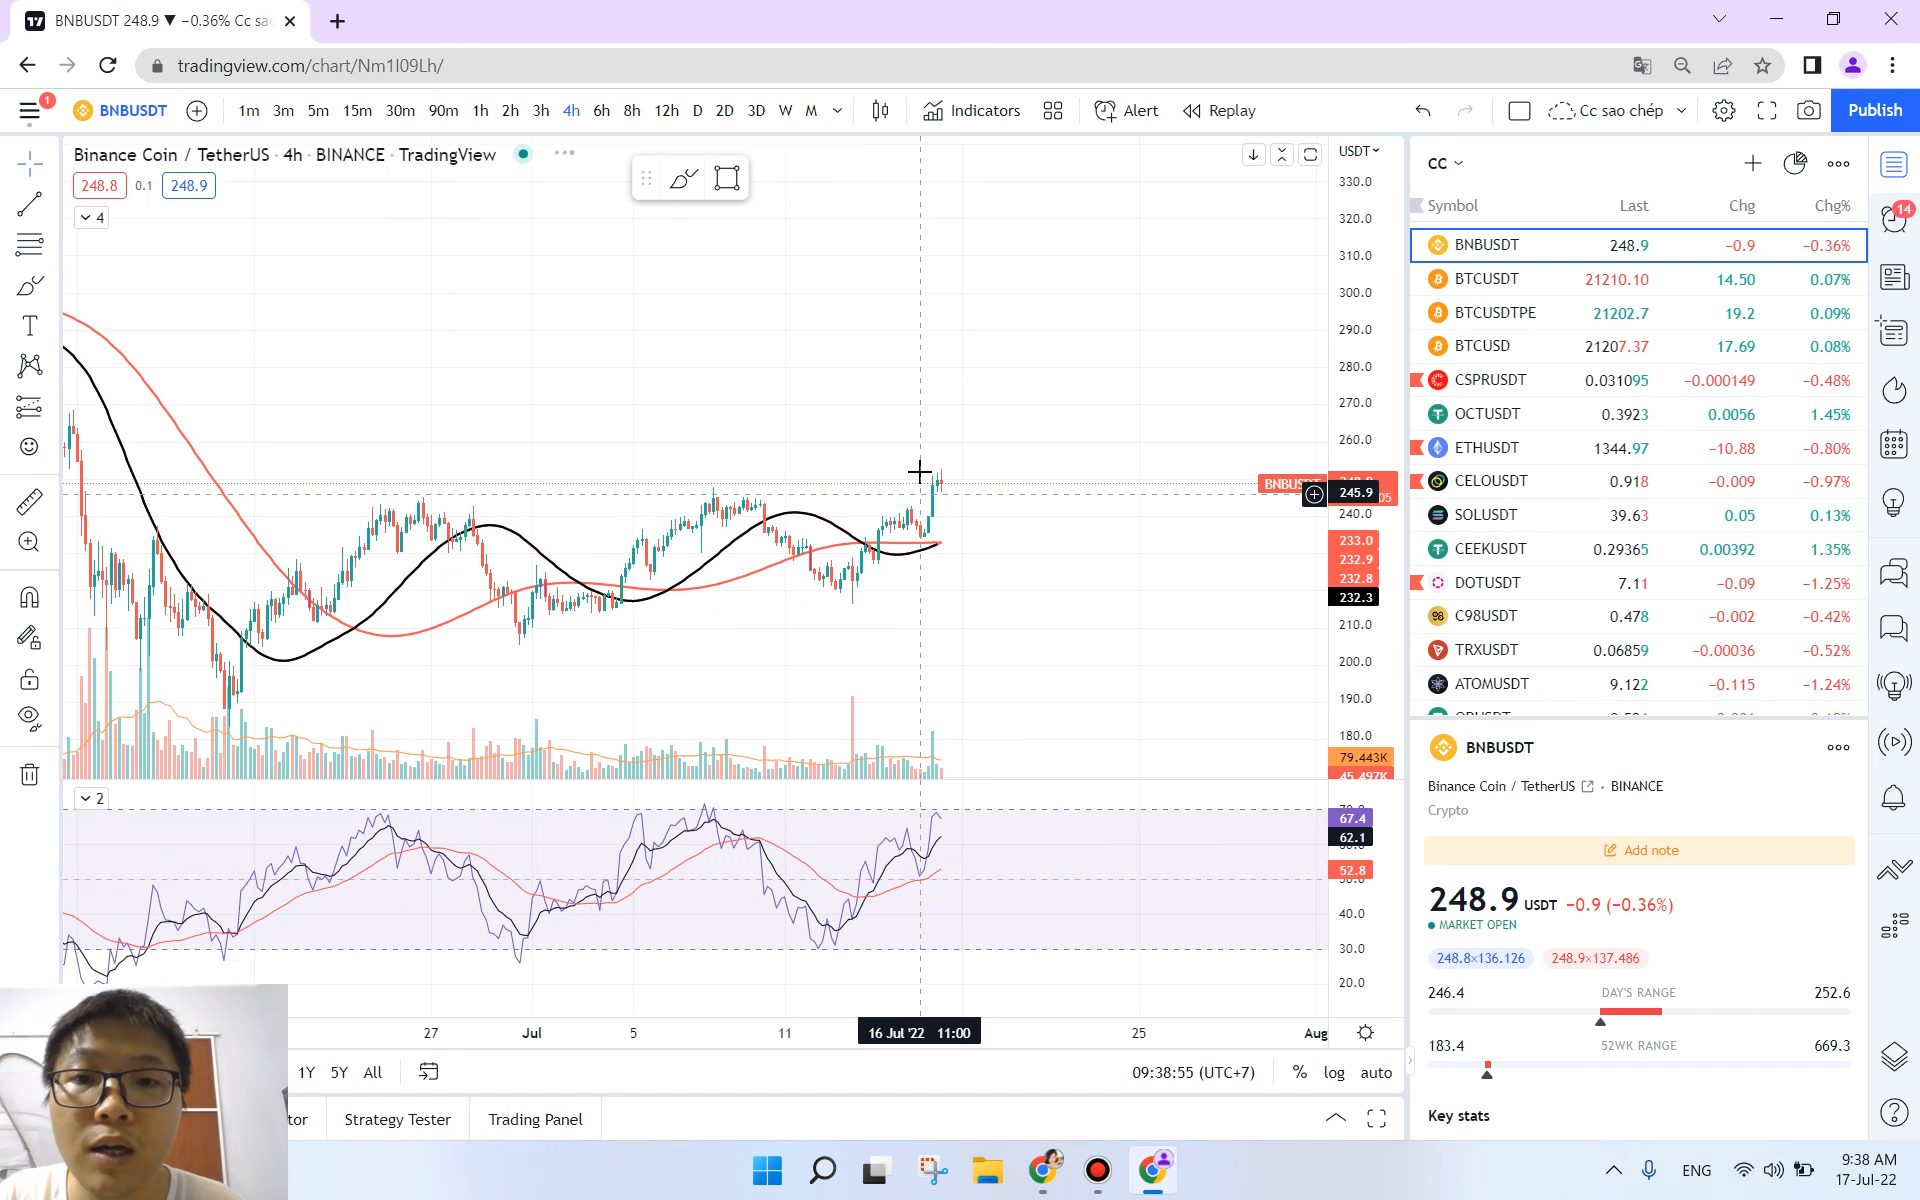 BNBUSDT 248.9 ▼ −0.36% Cc sao
tradingview.com/chart/Nm1I09Lh/
1
BNBUSDT 1m 3m 5m 15m 30m 90m 1h 2h 3h 4h 6h 8h 12h D 2D 3D W M Indicators Alert Replay Cc sao chép Publish
Binance Coin / TetherUS · 4h · BINANCE · TradingView
248.8 0.1 248.9
4
USDT
330.0
320.0
310.0
300.0
290.0
280.0
270.0
260.0
BNBUSDT
245.9
05
240.0
233.0
232.9
232.8
232.3
210.0
200.0
190.0
180.0
79.443K
45.497K
2
67.4
62.1
52.8
40.0
30.0
20.0
27 Jul 5 11 16 Jul '22 11:00 25 Aug
1Y 5Y All 09:38:55 (UTC+7) % log auto
tor Strategy Tester Trading Panel
CC
14
Symbol Last Chg Chg%
BNBUSDT 248.9 −0.9 −0.36%
BTCUSDT 21210.10 14.50 0.07%
BTCUSDTPE 21202.7 19.2 0.09%
BTCUSD 21207.37 17.69 0.08%
CSPRUSDT 0.031095 −0.000149 −0.48%
OCTUSDT 0.3923 0.0056 1.45%
ETHUSDT 1344.97 −10.88 −0.80%
CELOUSDT 0.918 −0.009 −0.97%
SOLUSDT 39.63 0.05 0.13%
CEEKUSDT 0.29365 0.00392 1.35%
DOTUSDT 7.11 −0.09 −1.25%
C98USDT 0.478 −0.002 −0.42%
TRXUSDT 0.06859 −0.00036 −0.52%
ATOMUSDT 9.122 −0.115 −1.24%
BNBUSDT
Binance Coin / TetherUS • BINANCE
Crypto
Add note
248.9 USDT −0.9 (−0.36%)
MARKET OPEN
248.8×136.126 248.9×137.486
246.4 DAY'S RANGE 252.6
183.4 52WK RANGE 669.3
Key stats
ENG 9:38 AM
17-Jul-22